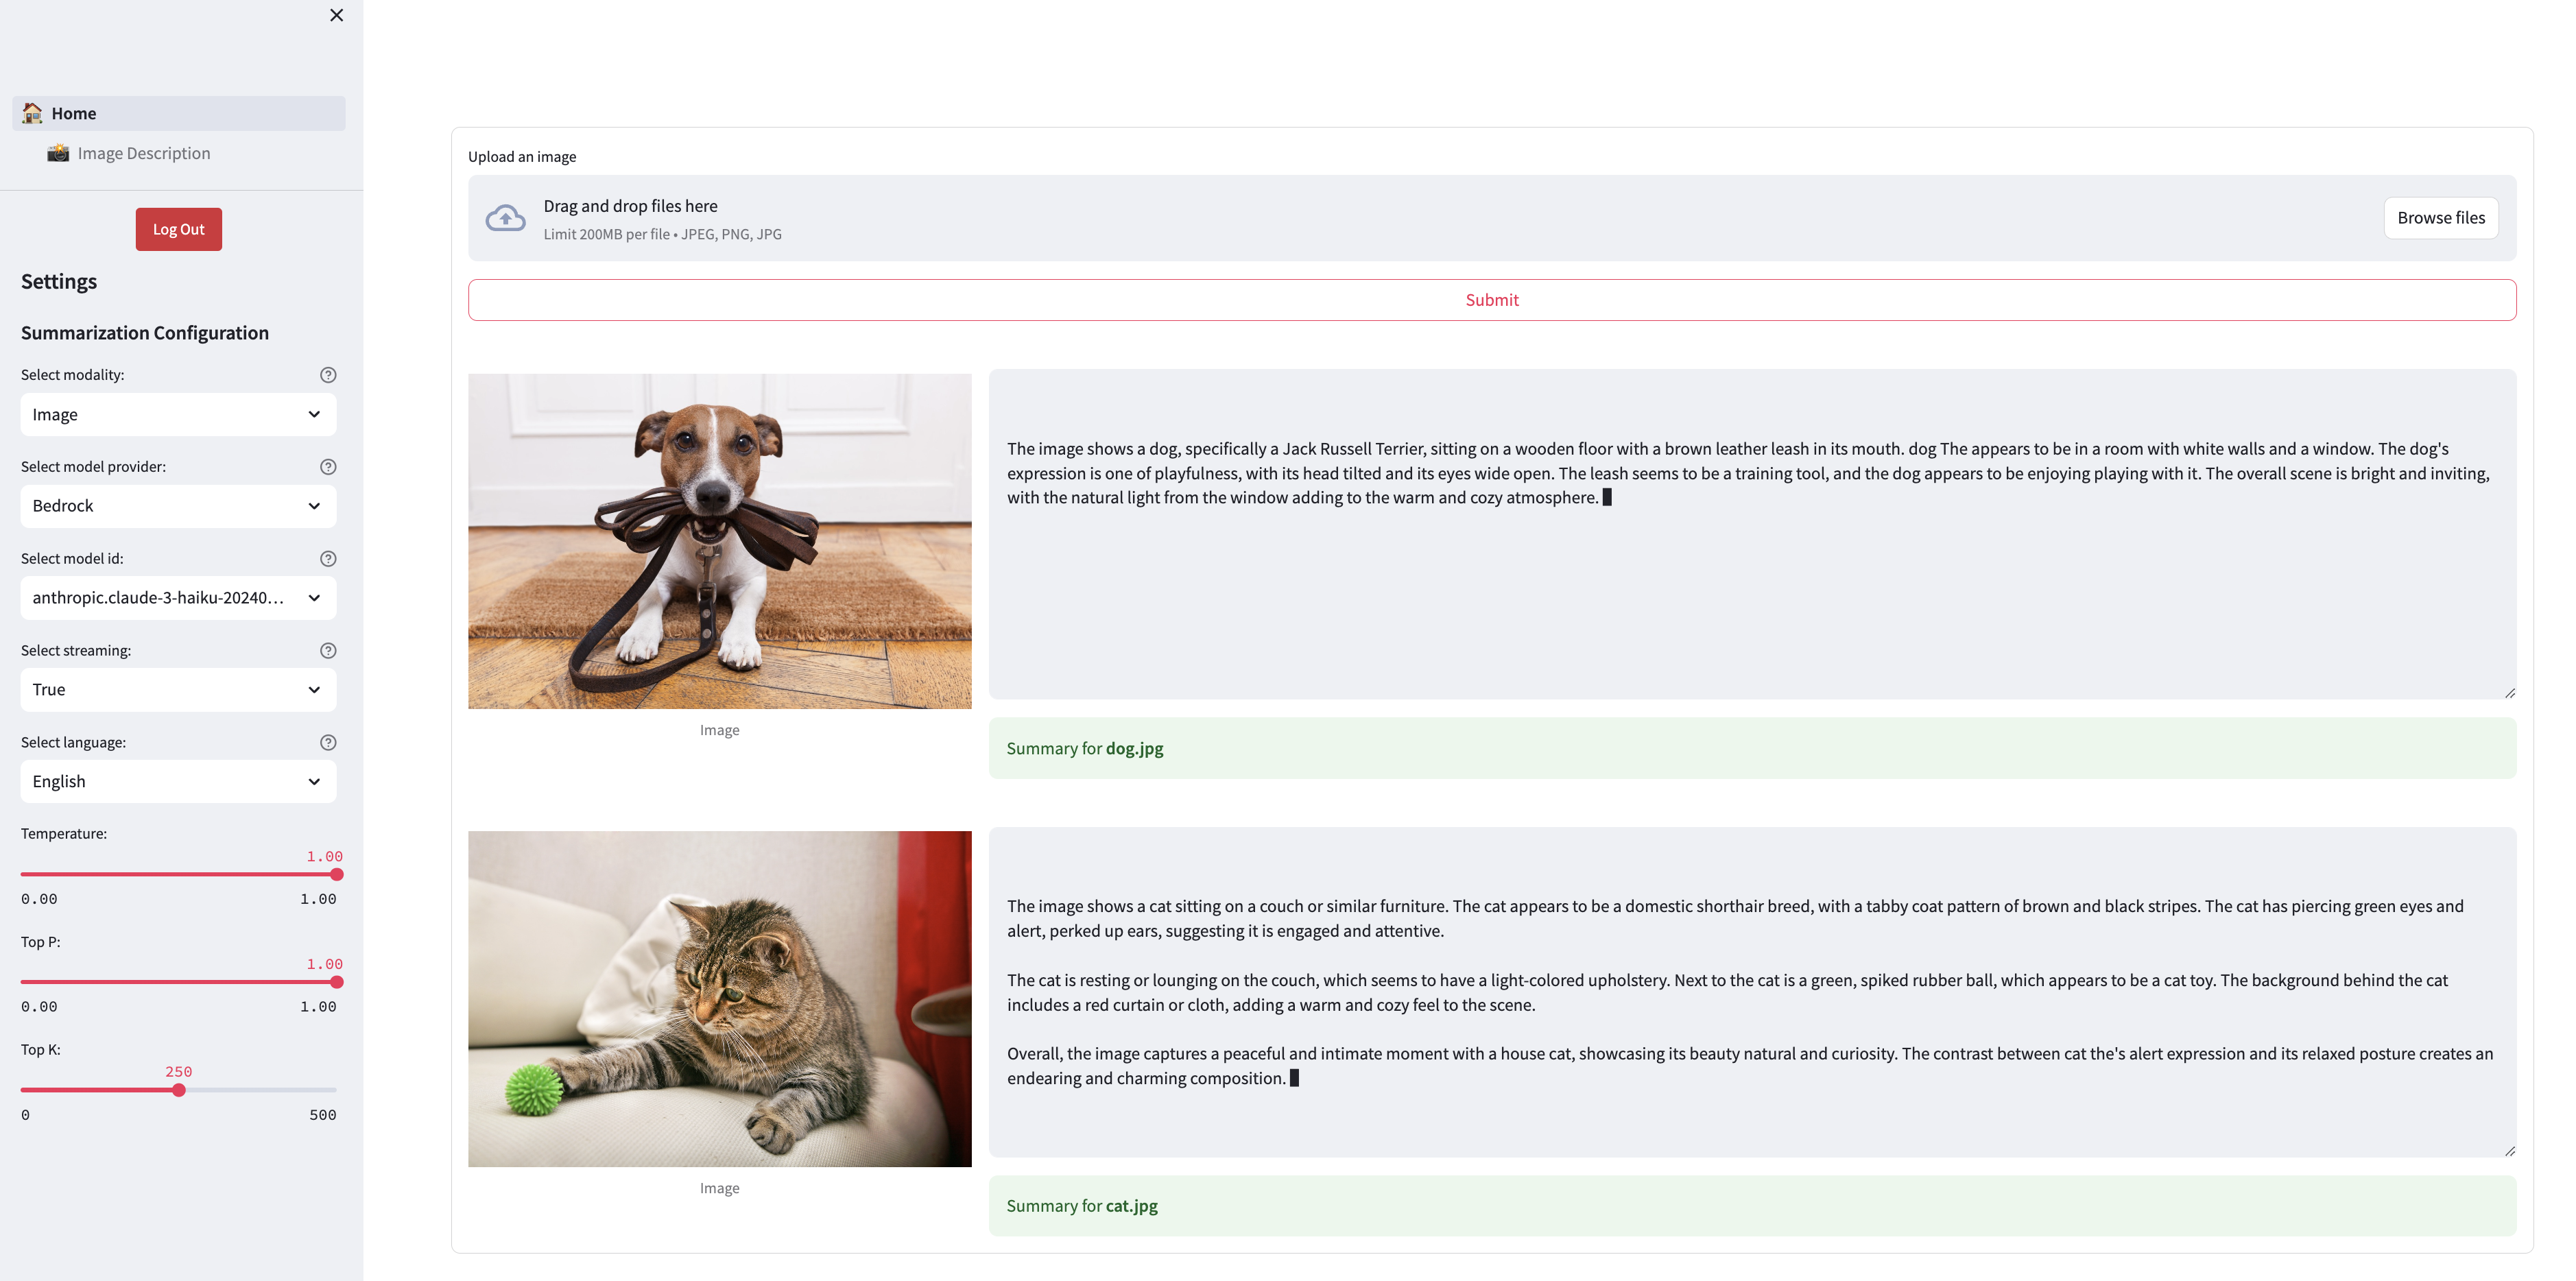 Home
Image Description
Log Out
Settings
Summarization Configuration
Select modality:
Image
Select model provider:
Bedrock
Select model id:
anthropic.claude-3-haiku-20240...
Select streaming:
True
Select language:
English
Temperature:
1.00
0.00 1.00
Top P:
1.00
0.00 1.00
Top K:
250
0 500
Upload an image
Drag and drop files here
Limit 200MB per file • JPEG, PNG, JPG
Browse files
Submit
The image shows a dog, specifically a Jack Russell Terrier, sitting on a wooden floor with a brown leather leash in its mouth. dog The appears to be in a room with white walls and a window. The dog's
expression is one of playfulness, with its head tilted and its eyes wide open. The leash seems to be a training tool, and the dog appears to be enjoying playing with it. The overall scene is bright and inviting,
with the natural light from the window adding to the warm and cozy atmosphere.
Image
Summary for dog.jpg
The image shows a cat sitting on a couch or similar furniture. The cat appears to be a domestic shorthair breed, with a tabby coat pattern of brown and black stripes. The cat has piercing green eyes and
alert, perked up ears, suggesting it is engaged and attentive.
The cat is resting or lounging on the couch, which seems to have a light-colored upholstery. Next to the cat is a green, spiked rubber ball, which appears to be a cat toy. The background behind the cat
includes a red curtain or cloth, adding a warm and cozy feel to the scene.
Overall, the image captures a peaceful and intimate moment with a house cat, showcasing its beauty natural and curiosity. The contrast between cat the's alert expression and its relaxed posture creates an
endearing and charming composition.
Image
Summary for cat.jpg